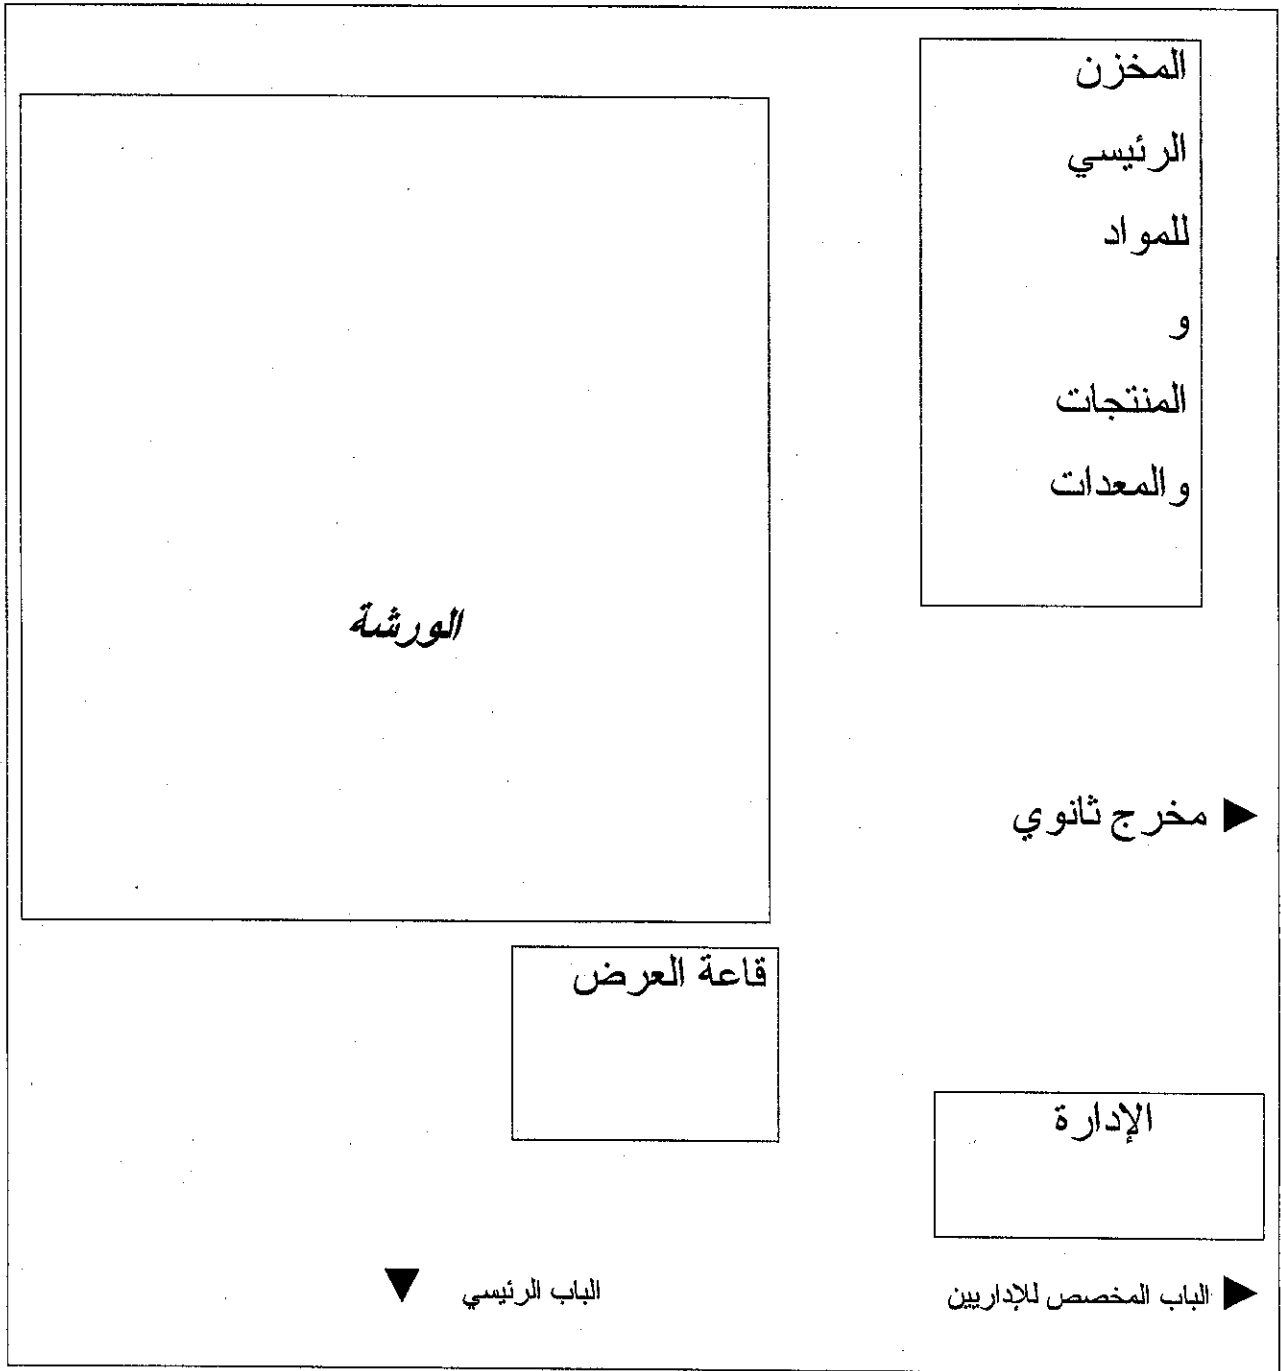 المخزن
الرئيسي
للمواد
و
المنتجات
والمعدات
الورشة
مخرج ثانوي
قاعة العرض
الإدارة
الباب المخصص للإداريين
الباب الرئيسي